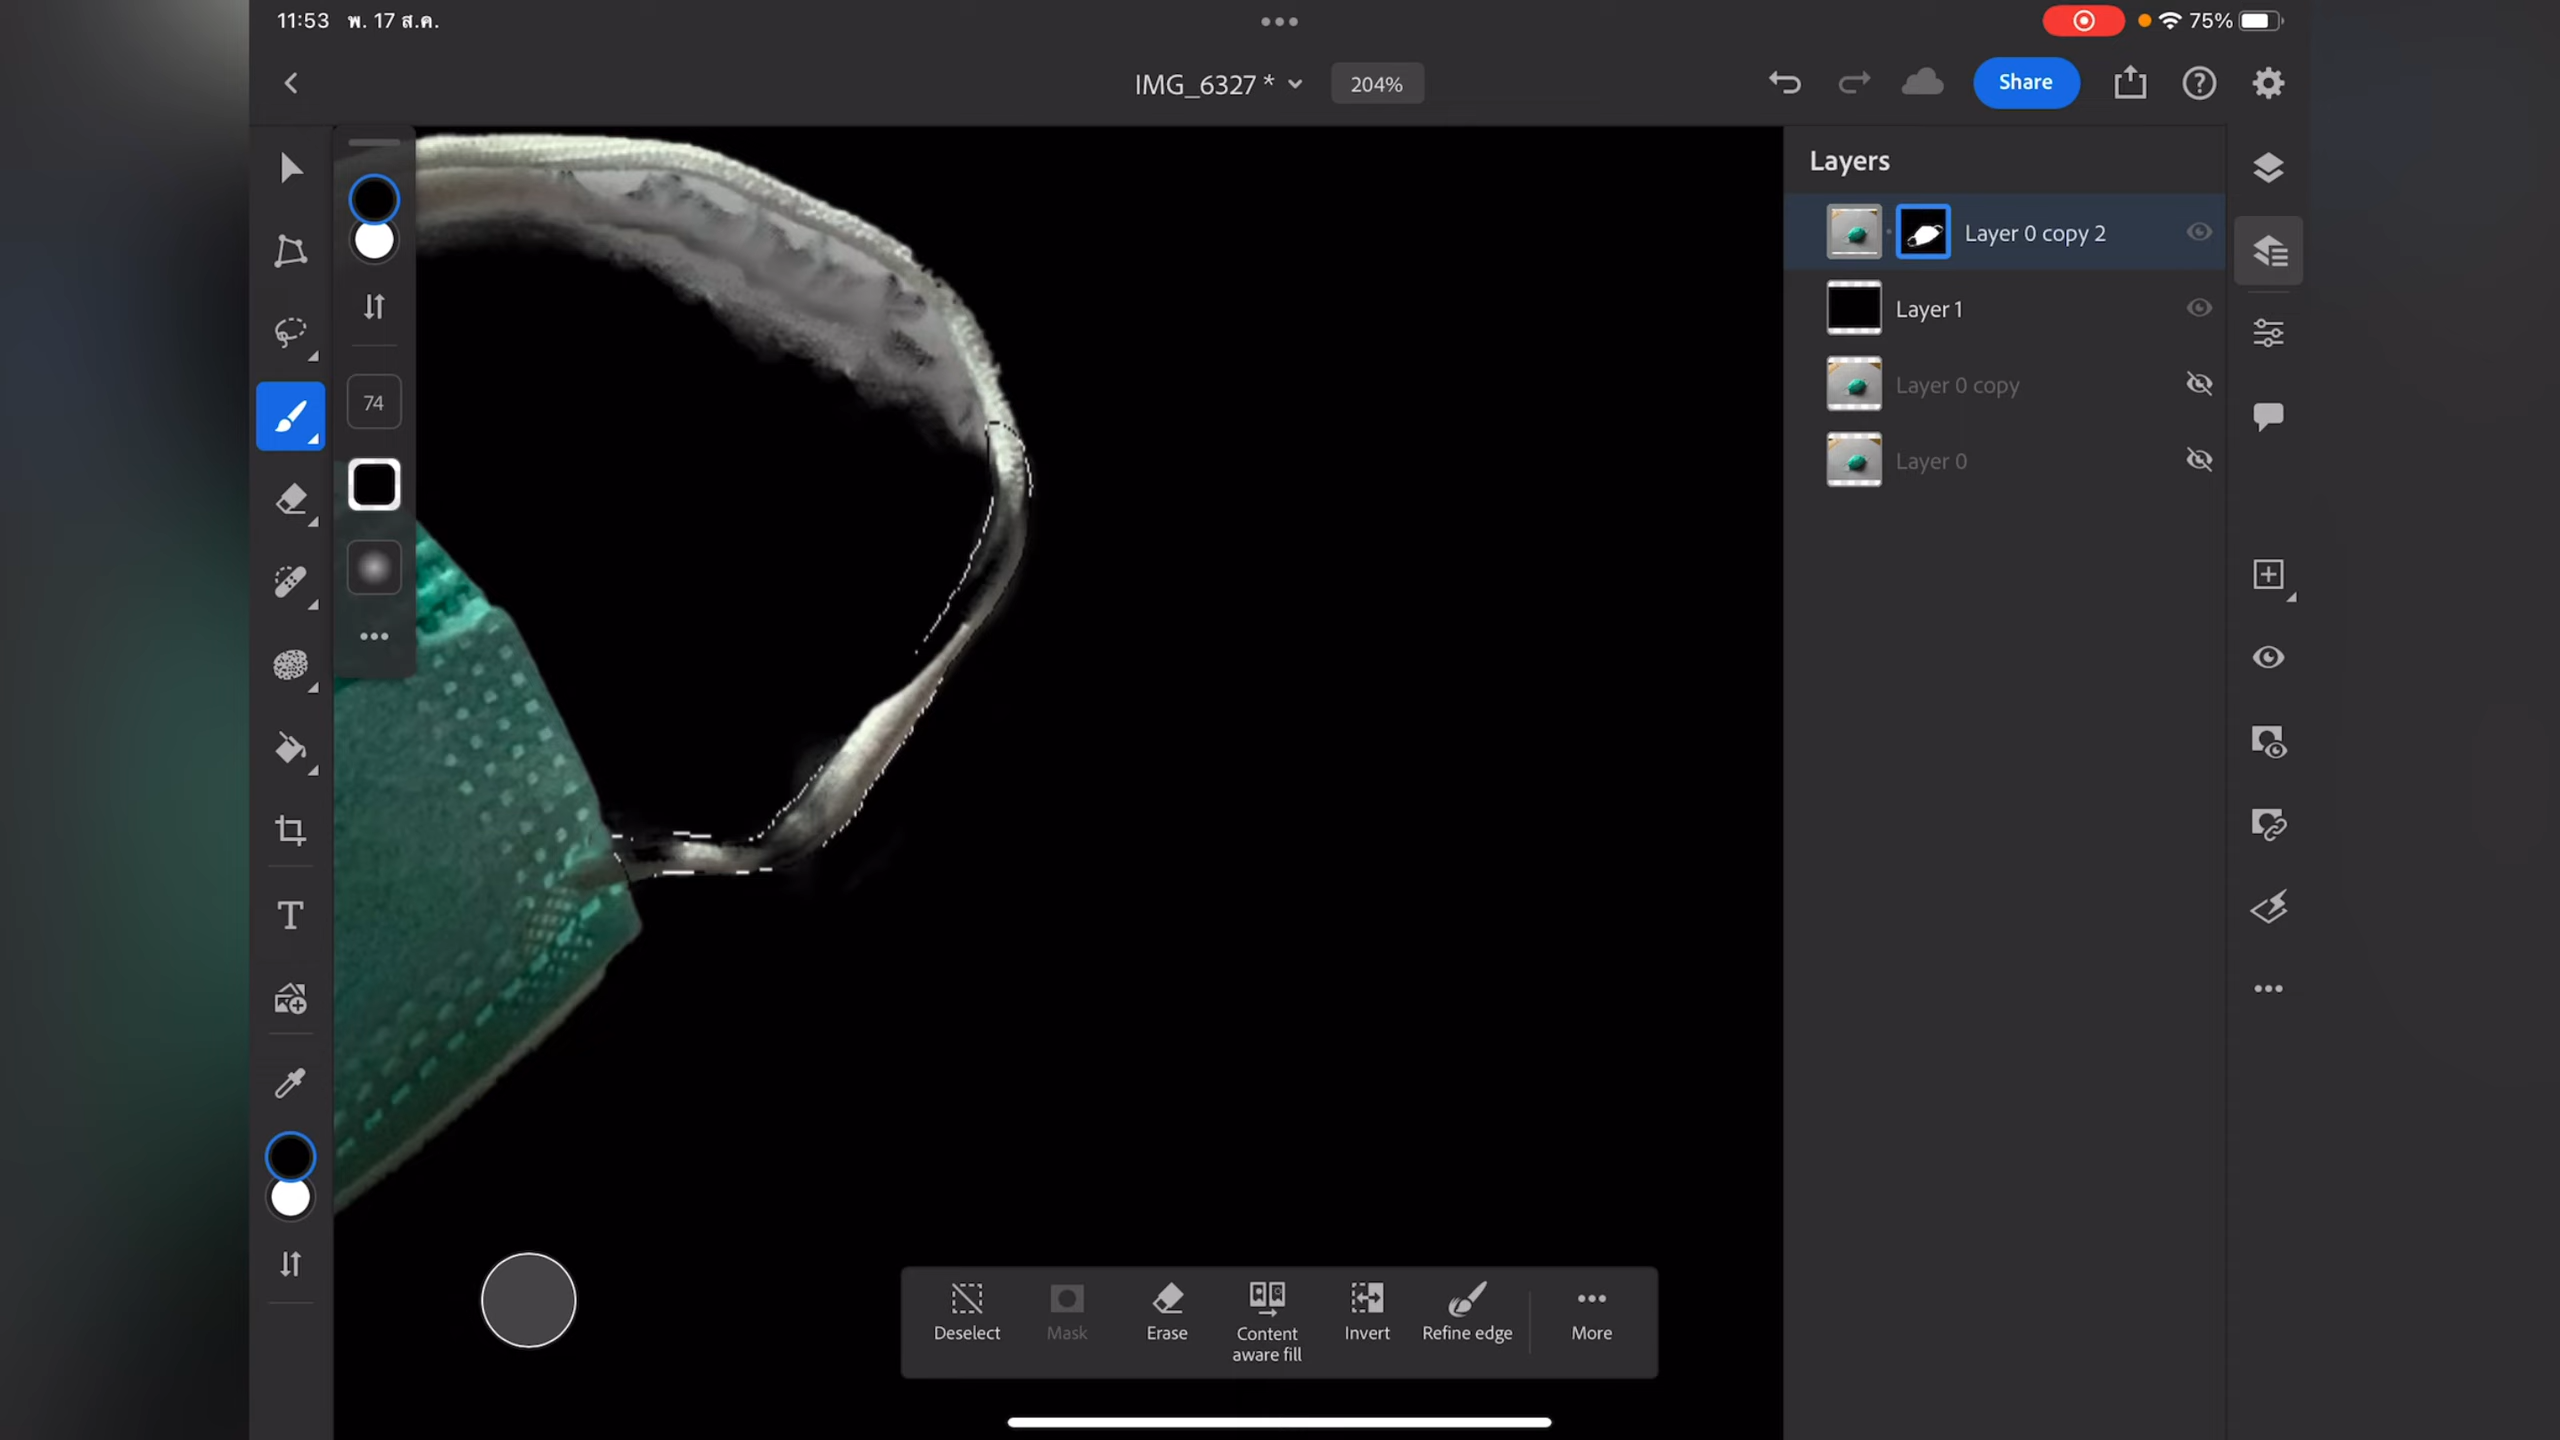 11:53 พ. 17 ส.ค.
75%
IMG_6327 *
204%
Share
74
Layers
Layer 0 copy 2
Layer 1
Layer 0 copy
Layer 0
T
Deselect
Mask
Erase
Content
aware fill
Invert
Refine edge
More